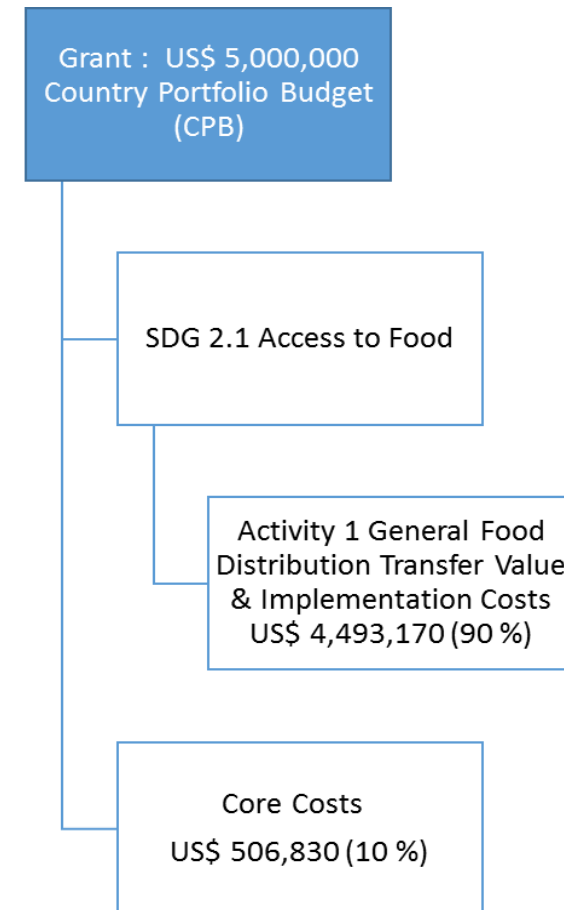 Grant :  US$ 5,000,000
Country Portfolio Budget
(CPB)
SDG 2.1 Access to Food
Activity 1 General Food
Distribution Transfer Value
& Implementation Costs
US$ 4,493,170 (90 %)
Core Costs
US$ 506,830 (10 %)